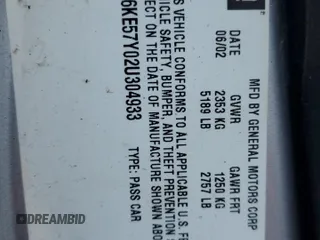 MFD BY GENERAL MOTORS CORP
DATE GVWR GAWR FRT
06/02 2353 KG 1250 KG
5189 LB 2757 LB
S VEHICLE CONFORMS TO ALL APPLICABLE U.S. FE
SAFETY, BUMPER, AND THEFT PREVENTION S
ECT ON THE DATE OF MANUFACTURE SHOWN ABO
6KE57Y02U304933 TYPE: PASS CAR
DREAMBID